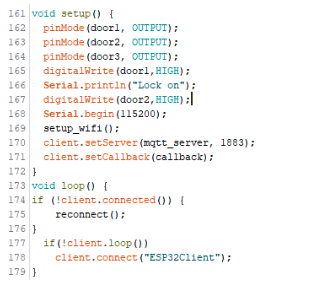 161 void setup() {
162 pinMode(door1, OUTPUT);
163 pinMode(door2, OUTPUT);
164 pinMode(door3, OUTPUT);
165 digitalWrite(door1,HIGH);
166 Serial.println("Lock on");
167 digitalWrite(door2,HIGH);
168 Serial.begin(115200);
169 setup_wifi();
170 client.setServer(mqtt_server, 1883);
171 client.setCallback(callback);
172 }
173 void loop() {
174 if (!client.connected()) {
175 reconnect();
176 }
177 if(!client.loop())
178 client.connect("ESP32Client");
179 }